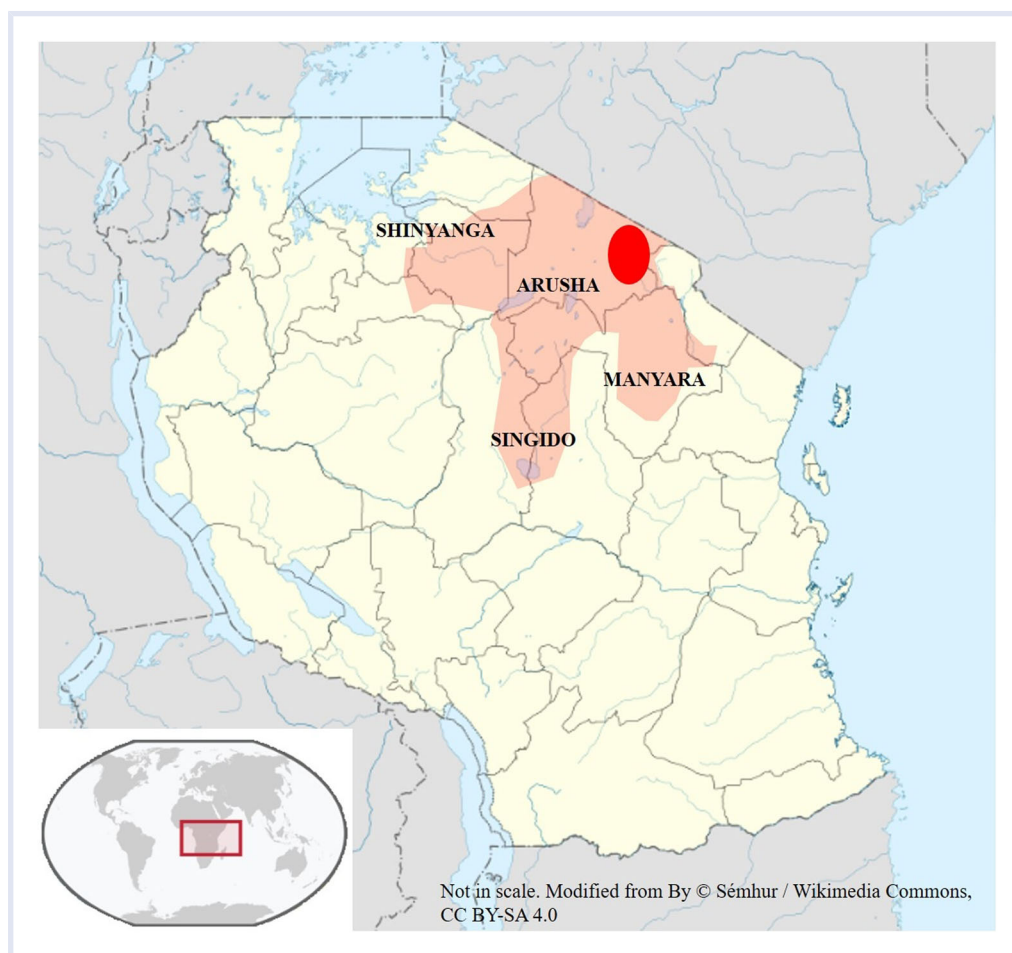 SHINYANGA
ARUSHA
MANYARA
SINGIDO
Not in scale. Modified from By © Sémhur / Wikimedia Commons,
CC BY-SA 4.0